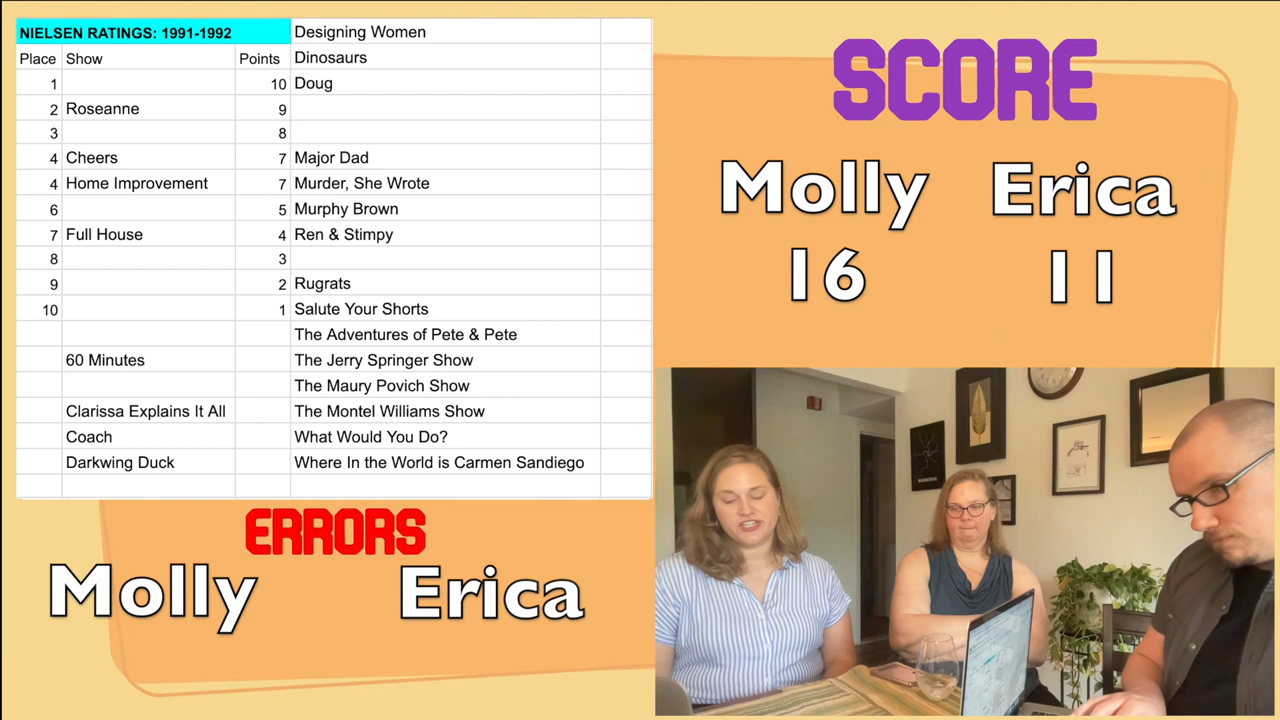 NIELSEN RATINGS: 1991-1992 Designing Women
Place Show Points Dinosaurs
1 10 Doug
2 Roseanne 9
3 8
4 Cheers 7 Major Dad
4 Home Improvement 7 Murder, She Wrote
6 5 Murphy Brown
7 Full House 4 Ren & Stimpy
8 3
9 2 Rugrats
10 1 Salute Your Shorts
The Adventures of Pete & Pete
60 Minutes The Jerry Springer Show
The Maury Povich Show
Clarissa Explains It All The Montel Williams Show
Coach What Would You Do?
Darkwing Duck Where In the World is Carmen Sandiego
SCORE
Molly Erica
16 11
ERRORS
Molly Erica